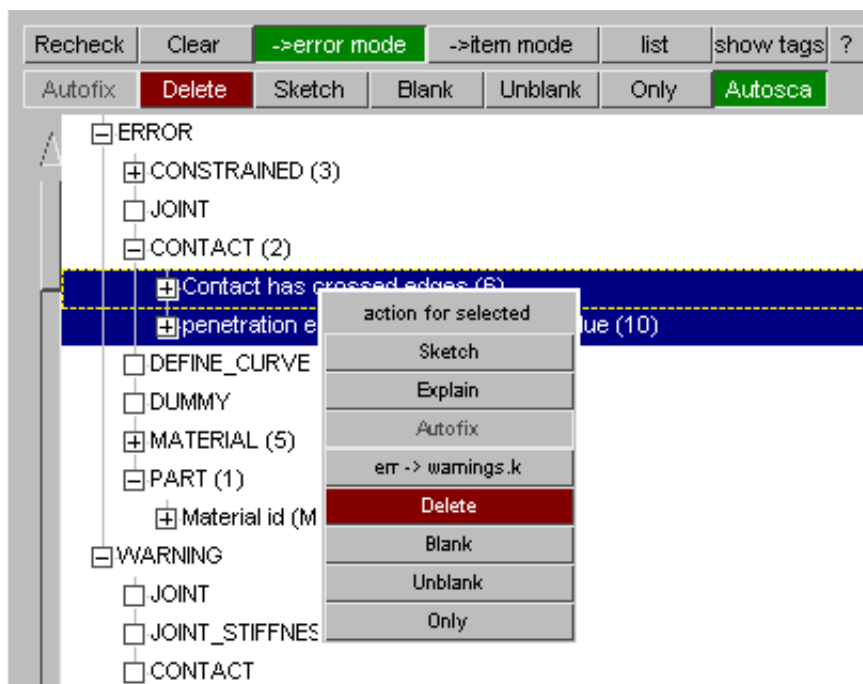 Recheck Clear ->error mode ->item mode list show tags ?
Autofix Delete Sketch Blank Unblank Only Autosca
ERROR
CONSTRAINED (3)
JOINT
CONTACT (2)
Contact has crossed edges (6)
penetration e lue (10)
DEFINE_CURVE
DUMMY
MATERIAL (5)
PART (1)
Material id (M
WARNING
JOINT
JOINT_STIFFNES
CONTACT
action for selected
Sketch
Explain
Autofix
err -> warnings.k
Delete
Blank
Unblank
Only